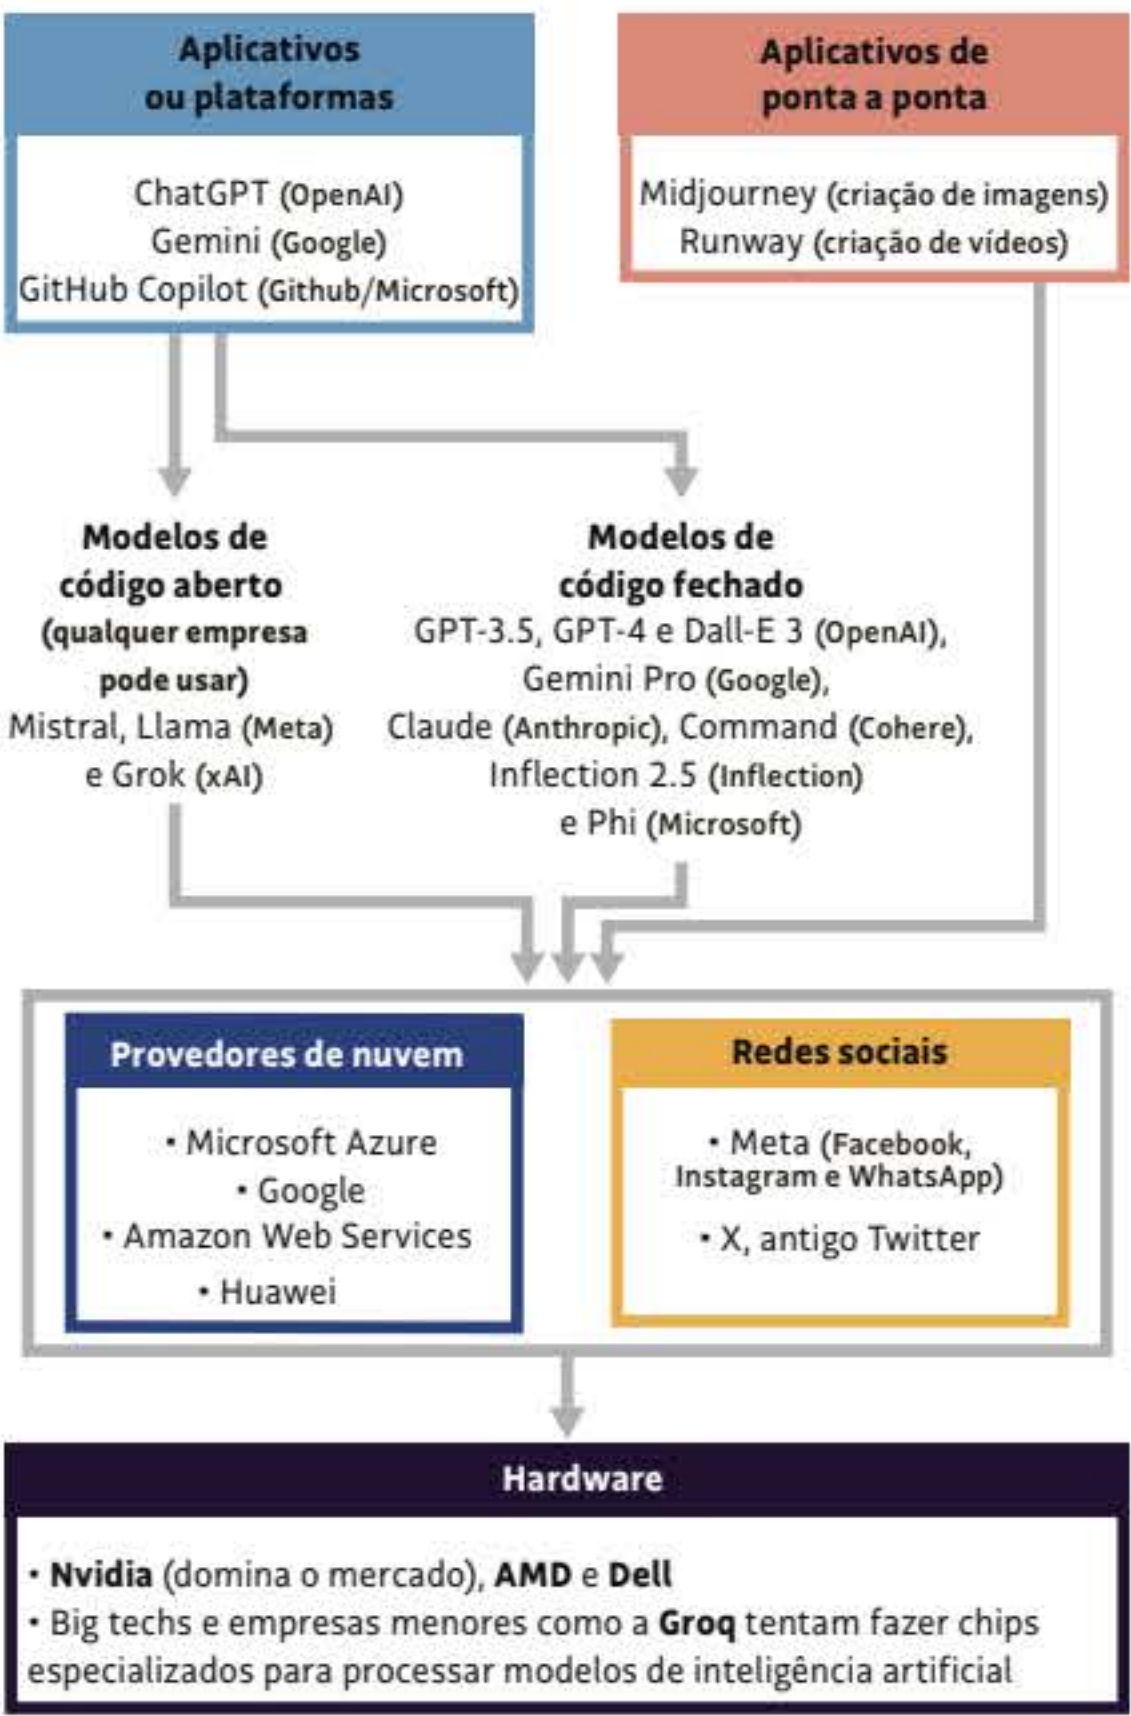 Aplicativos
ou plataformas
ChatGPT (OpenAI)
Gemini (Google)
GitHub Copilot (Github/Microsoft)
Aplicativos de
ponta a ponta
Midjourney (criação de imagens)
Runway (criação de vídeos)
Modelos de
código aberto
(qualquer empresa
pode usar)
Mistral, Llama (Meta)
e Grok (xAI)
Modelos de
código fechado
GPT-3.5, GPT-4 e Dall-E 3 (OpenAI),
Gemini Pro (Google),
Claude (Anthropic), Command (Cohere),
Inflection 2.5 (Inflection)
e Phi (Microsoft)
Provedores de nuvem
• Microsoft Azure
• Google
• Amazon Web Services
• Huawei
Redes sociais
• Meta (Facebook,
Instagram e WhatsApp)
• X, antigo Twitter
Hardware
• Nvidia (domina o mercado), AMD e Dell
• Big techs e empresas menores como a Groq tentam fazer chips
especializados para processar modelos de inteligência artificial